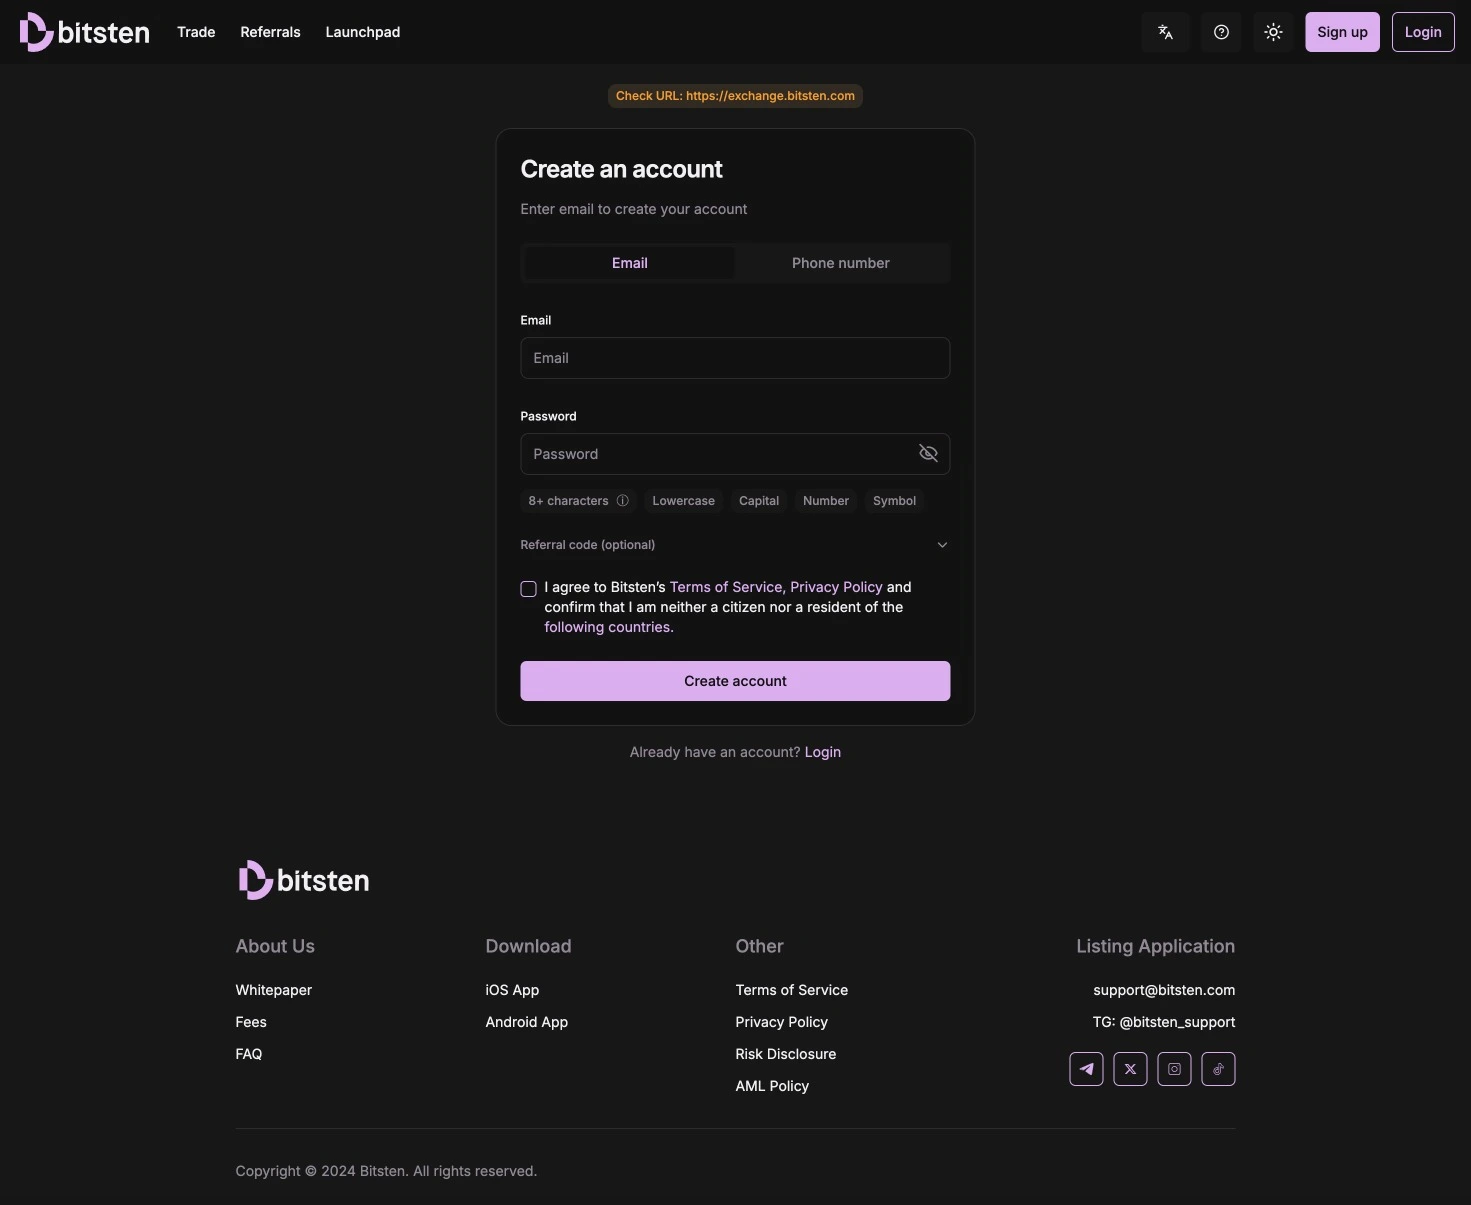 bitsten
Trade
Referrals
Launchpad
Sign up
Login
Check URL: https://exchange.bitsten.com
Create an account
Enter email to create your account
Email
Phone number
Email
Email
Password
Password
8+ characters
Lowercase
Capital
Number
Symbol
Referral code (optional)
I agree to Bitsten’s Terms of Service, Privacy Policy and
confirm that I am neither a citizen nor a resident of the
following countries.
Create account
Already have an account? Login
bitsten
About Us
Whitepaper
Fees
FAQ
Download
iOS App
Android App
Other
Terms of Service
Privacy Policy
Risk Disclosure
AML Policy
Listing Application
support@bitsten.com
TG: @bitsten_support
Copyright © 2024 Bitsten. All rights reserved.